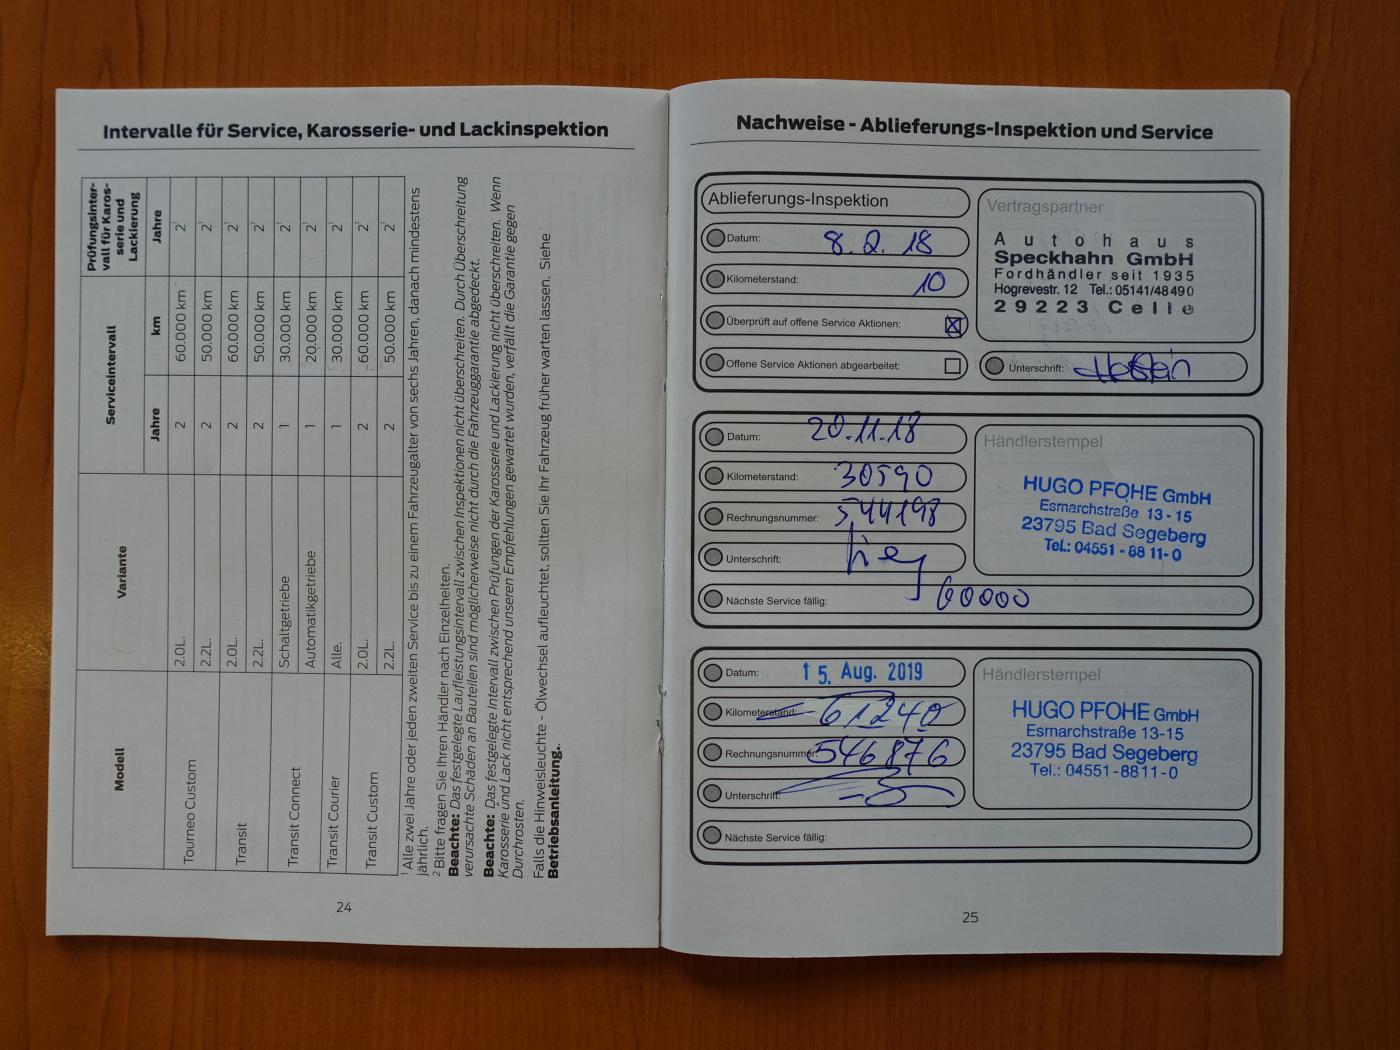 Intervalle für Service, Karosserie- und Lackinspektion
Modell Variante Serviceintervall Prüfungsinter-
vall für Karos-
serie und
Lackierung
Jahre km Jahre
Tourneo Custom 2.0L. 2 60.000 km 2¹
2.2L. 2 50.000 km 2¹
Transit 2.0L. 2 60.000 km 2¹
2.2L. 2 50.000 km 2¹
Transit Connect Schaltgetriebe 1 30.000 km 2¹
Automatikgetriebe 1 20.000 km 2¹
Transit Courier Alle. 1 30.000 km 2¹
Transit Custom 2.0L. 2 60.000 km 2¹
2.2L. 2 50.000 km 2¹
¹ Alle zwei Jahre oder jeden zweiten Service bis zu einem Fahrzeugalter von sechs Jahren, danach mindestens
jährlich.
² Bitte fragen Sie Ihren Händler nach Einzelheiten.
Beachte: Das festgelegte Laufleistungsintervall zwischen Inspektionen nicht überschreiten. Durch Überschreitung
verursachte Schäden an Bauteilen sind möglicherweise nicht durch die Fahrzeuggarantie abgedeckt.
Beachte: Das festgelegte Intervall zwischen Prüfungen der Karosserie und Lackierung nicht überschreiten. Wenn
Karosserie und Lack nicht entsprechend unseren Empfehlungen gewartet wurden, verfällt die Garantie gegen
Durchrosten.
Falls die Hinweisleuchte - Ölwechsel aufleuchtet, sollten Sie Ihr Fahrzeug früher warten lassen. Siehe
Betriebsanleitung.
24
Nachweise - Ablieferungs-Inspektion und Service
Ablieferungs-Inspektion
Datum: 8. 2. 18
Kilometerstand: 10
Überprüft auf offene Service Aktionen:
Offene Service Aktionen abgearbeitet:
Vertragspartner
Autohaus
Speckhahn GmbH
Fordhändler seit 1935
Hogrevestr. 12 Tel.: 05141/48490
29223 Celle
Unterschrift:
Datum: 20.11.18
Kilometerstand: 30590
Rechnungsnummer: 544198
Unterschrift:
Nächste Service fällig: 60000
Händlerstempel
HUGO PFOHE GmbH
Esmarchstraße 13 - 15
23795 Bad Segeberg
Tel.: 04551 - 88 11-0
Datum: 15. Aug. 2019
Kilometerstand: 61240
Rechnungsnummer: 546876
Unterschrift:
Nächste Service fällig:
Händlerstempel
HUGO PFOHE GmbH
Esmarchstraße 13-15
23795 Bad Segeberg
Tel.: 04551-8811-0
25